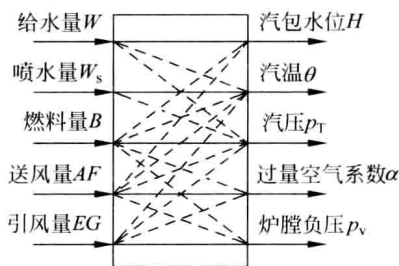 给水量W
汽包水位H
喷水量Ws
汽温θ
燃料量B
汽压pT
送风量AF
过量空气系数α
引风量EG
炉膛负压pv